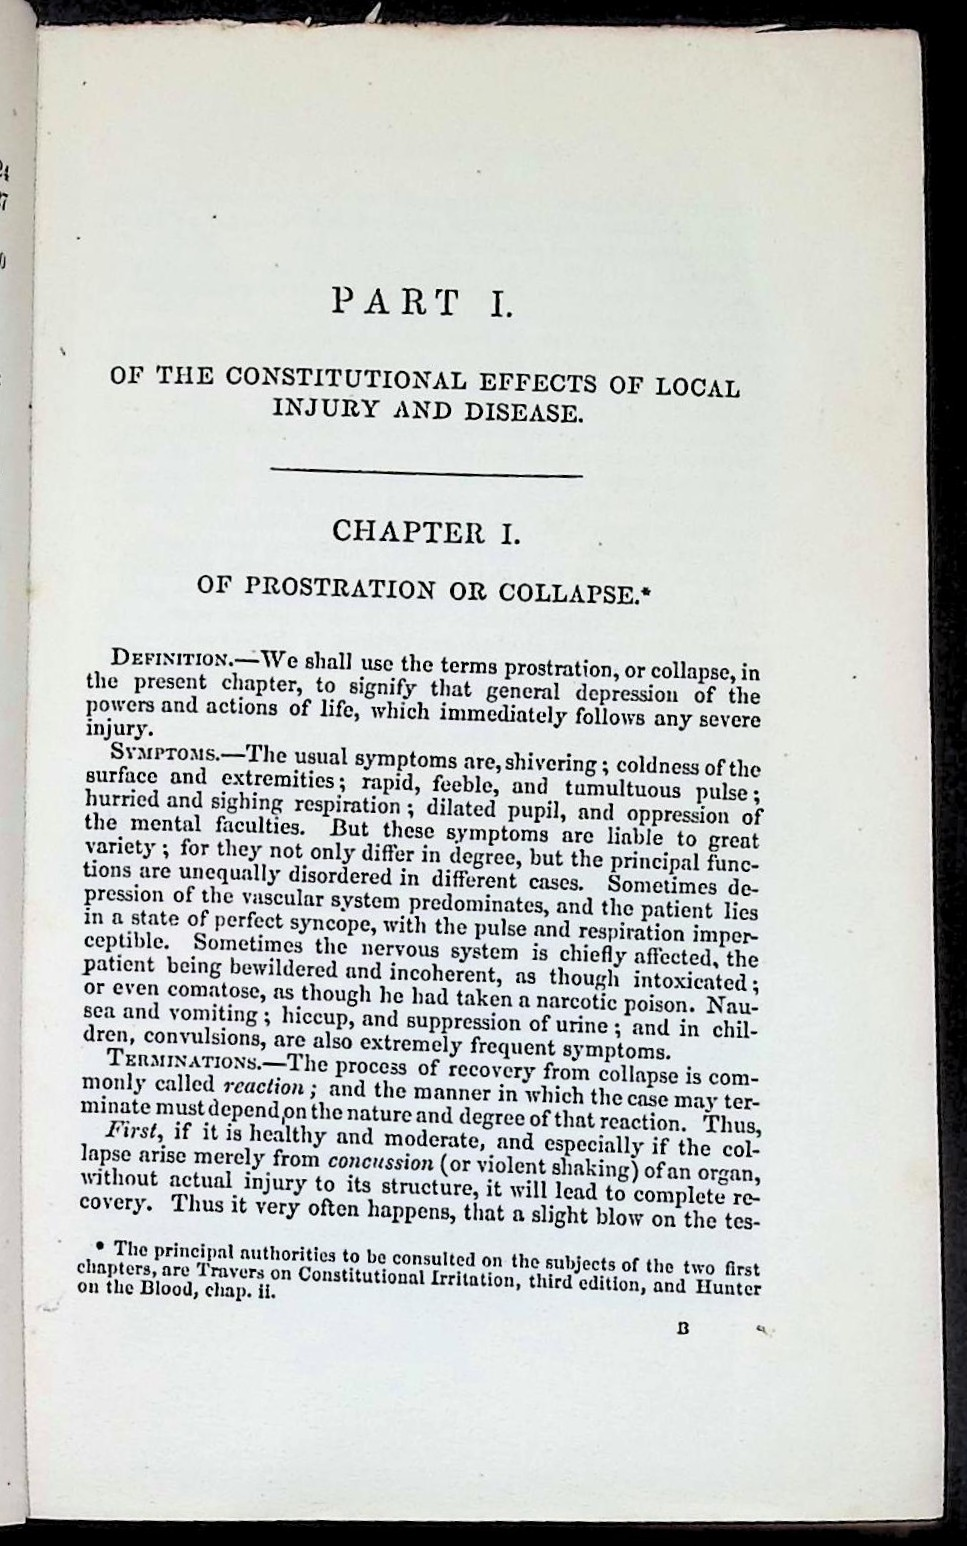 24
37
PART I.
OF THE CONSTITUTIONAL EFFECTS OF LOCAL
INJURY AND DISEASE.
CHAPTER I.
OF PROSTRATION OR COLLAPSE.*
DEFINITION.—We shall use the terms prostration, or collapse, in
the present chapter, to signify that general depression of the
powers and actions of life, which immediately follows any severe
injury.
SYMPTOMS.—The usual symptoms are, shivering; coldness of the
surface and extremities; rapid, feeble, and tumultuous pulse;
hurried and sighing respiration; dilated pupil, and oppression of
the mental faculties. But these symptoms are liable to great
variety; for they not only differ in degree, but the principal func-
tions are unequally disordered in different cases. Sometimes de-
pression of the vascular system predominates, and the patient lies
in a state of perfect syncope, with the pulse and respiration imper-
ceptible. Sometimes the nervous system is chiefly affected, the
patient being bewildered and incoherent, as though intoxicated;
or even comatose, as though he had taken a narcotic poison. Nau-
sea and vomiting; hiccup, and suppression of urine; and in chil-
dren, convulsions, are also extremely frequent symptoms.
TERMINATIONS.—The process of recovery from collapse is com-
monly called reaction; and the manner in which the case may ter-
minate must depend on the nature and degree of that reaction. Thus,
First, if it is healthy and moderate, and especially if the col-
lapse arise merely from concussion (or violent shaking) of an organ,
without actual injury to its structure, it will lead to complete re-
covery. Thus it very often happens, that a slight blow on the tes-
* The principal authorities to be consulted on the subjects of the two first
chapters, are Travers on Constitutional Irritation, third edition, and Hunter
on the Blood, chap. ii.
B